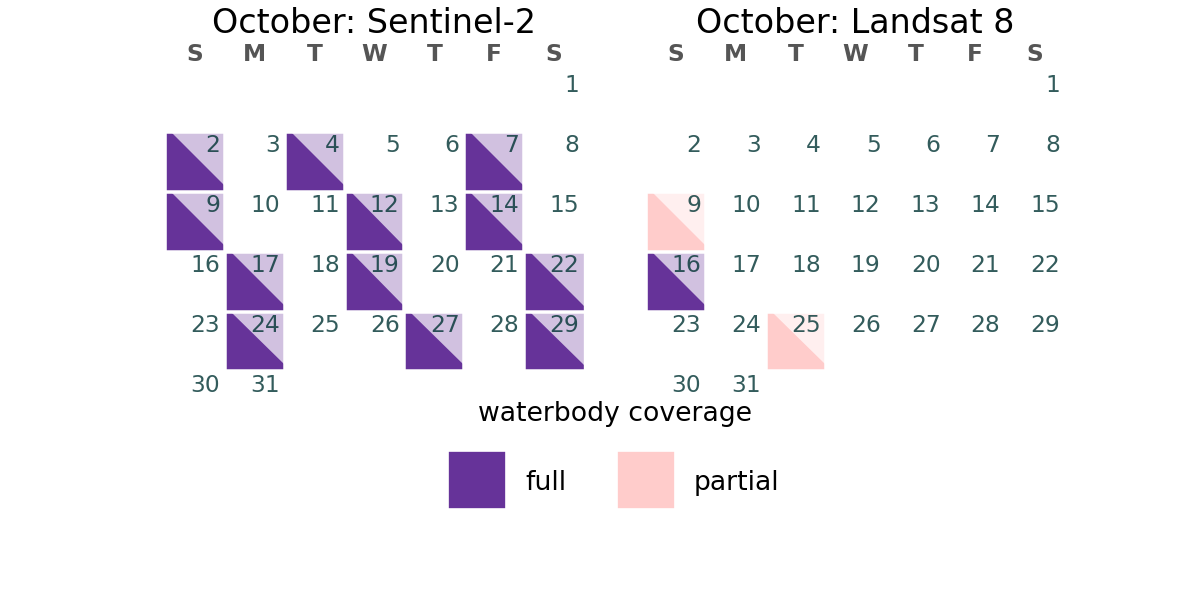 October: Sentinel-2
S M T W T F S
1
2 3 4 5 6 7 8
9 10 11 12 13 14 15
16 17 18 19 20 21 22
23 24 25 26 27 28 29
30 31
October: Landsat 8
S M T W T F S
1
2 3 4 5 6 7 8
9 10 11 12 13 14 15
16 17 18 19 20 21 22
23 24 25 26 27 28 29
30 31
waterbody coverage
full partial